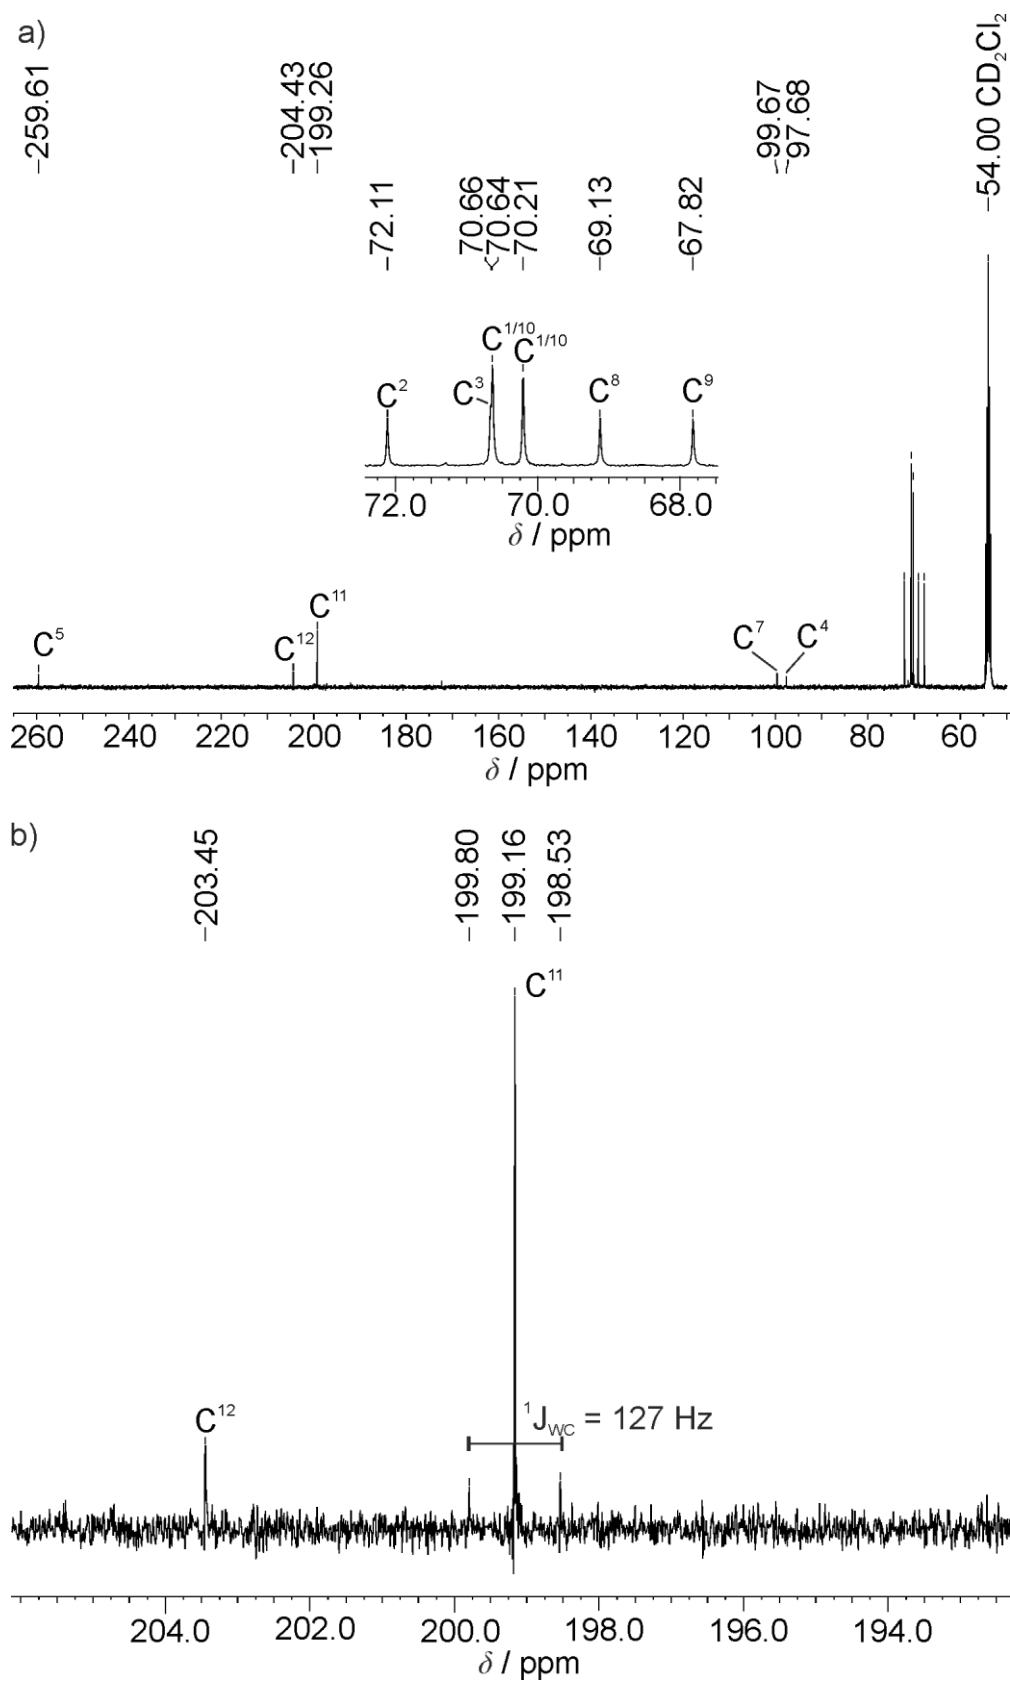 a)
-259.61
-204.43
-199.26
99.67
97.68
-54.00 CD₂Cl₂
-72.11
70.66
70.64
-70.21
-69.13
-67.82
C²
C³
C¹/¹⁰
C¹/¹⁰
C⁸
C⁹
72.0 70.0 68.0
δ / ppm
C⁵
C¹²
C¹¹
C⁷
C⁴
260 240 220 200 180 160 140 120 100 80 60
δ / ppm
b)
-203.45
-199.80
-199.16
-198.53
C¹¹
C¹²
¹J_WC = 127 Hz
204.0 202.0 200.0 198.0 196.0 194.0
δ / ppm